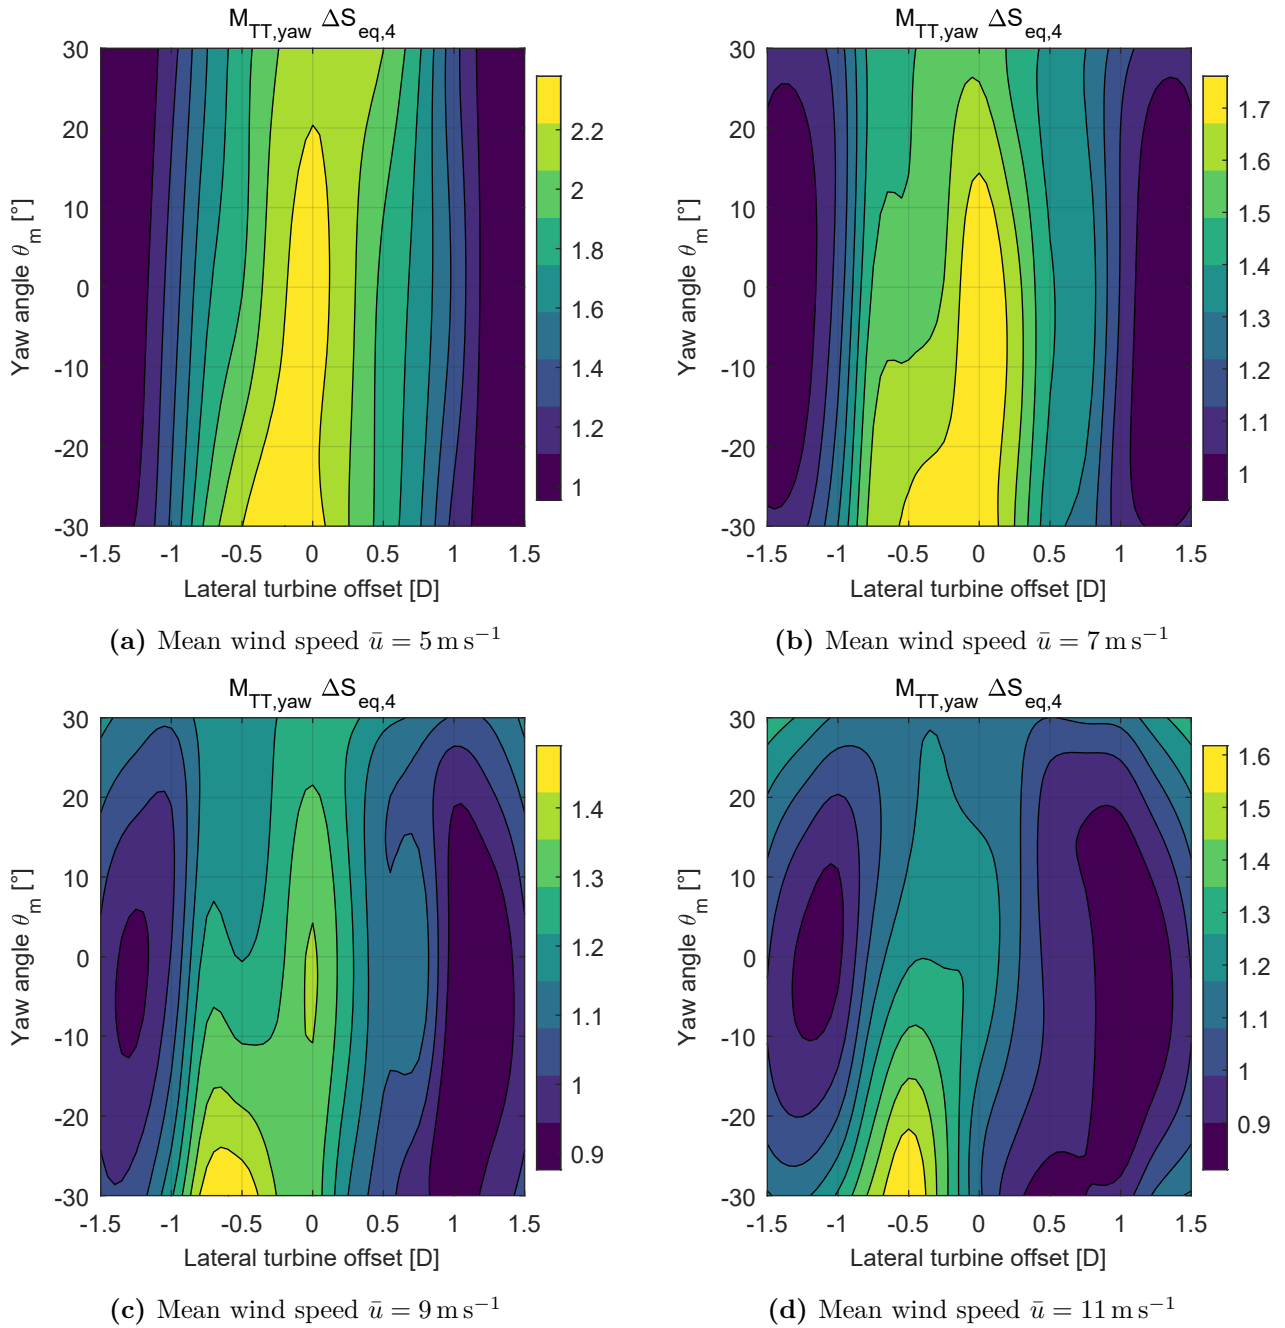 M_TT,yaw ΔS_eq,4
30
20
10
0
-10
-20
-30
Yaw angle θ_m [°]
-1.5 -1 -0.5 0 0.5 1 1.5
Lateral turbine offset [D]
2.2
2
1.8
1.6
1.4
1.2
1
(a) Mean wind speed ū = 5 m s⁻¹
M_TT,yaw ΔS_eq,4
30
20
10
0
-10
-20
-30
Yaw angle θ_m [°]
-1.5 -1 -0.5 0 0.5 1 1.5
Lateral turbine offset [D]
1.7
1.6
1.5
1.4
1.3
1.2
1.1
1
(b) Mean wind speed ū = 7 m s⁻¹
M_TT,yaw ΔS_eq,4
30
20
10
0
-10
-20
-30
Yaw angle θ_m [°]
-1.5 -1 -0.5 0 0.5 1 1.5
Lateral turbine offset [D]
1.4
1.3
1.2
1.1
1
0.9
(c) Mean wind speed ū = 9 m s⁻¹
M_TT,yaw ΔS_eq,4
30
20
10
0
-10
-20
-30
Yaw angle θ_m [°]
-1.5 -1 -0.5 0 0.5 1 1.5
Lateral turbine offset [D]
1.6
1.5
1.4
1.3
1.2
1.1
1
0.9
(d) Mean wind speed ū = 11 m s⁻¹